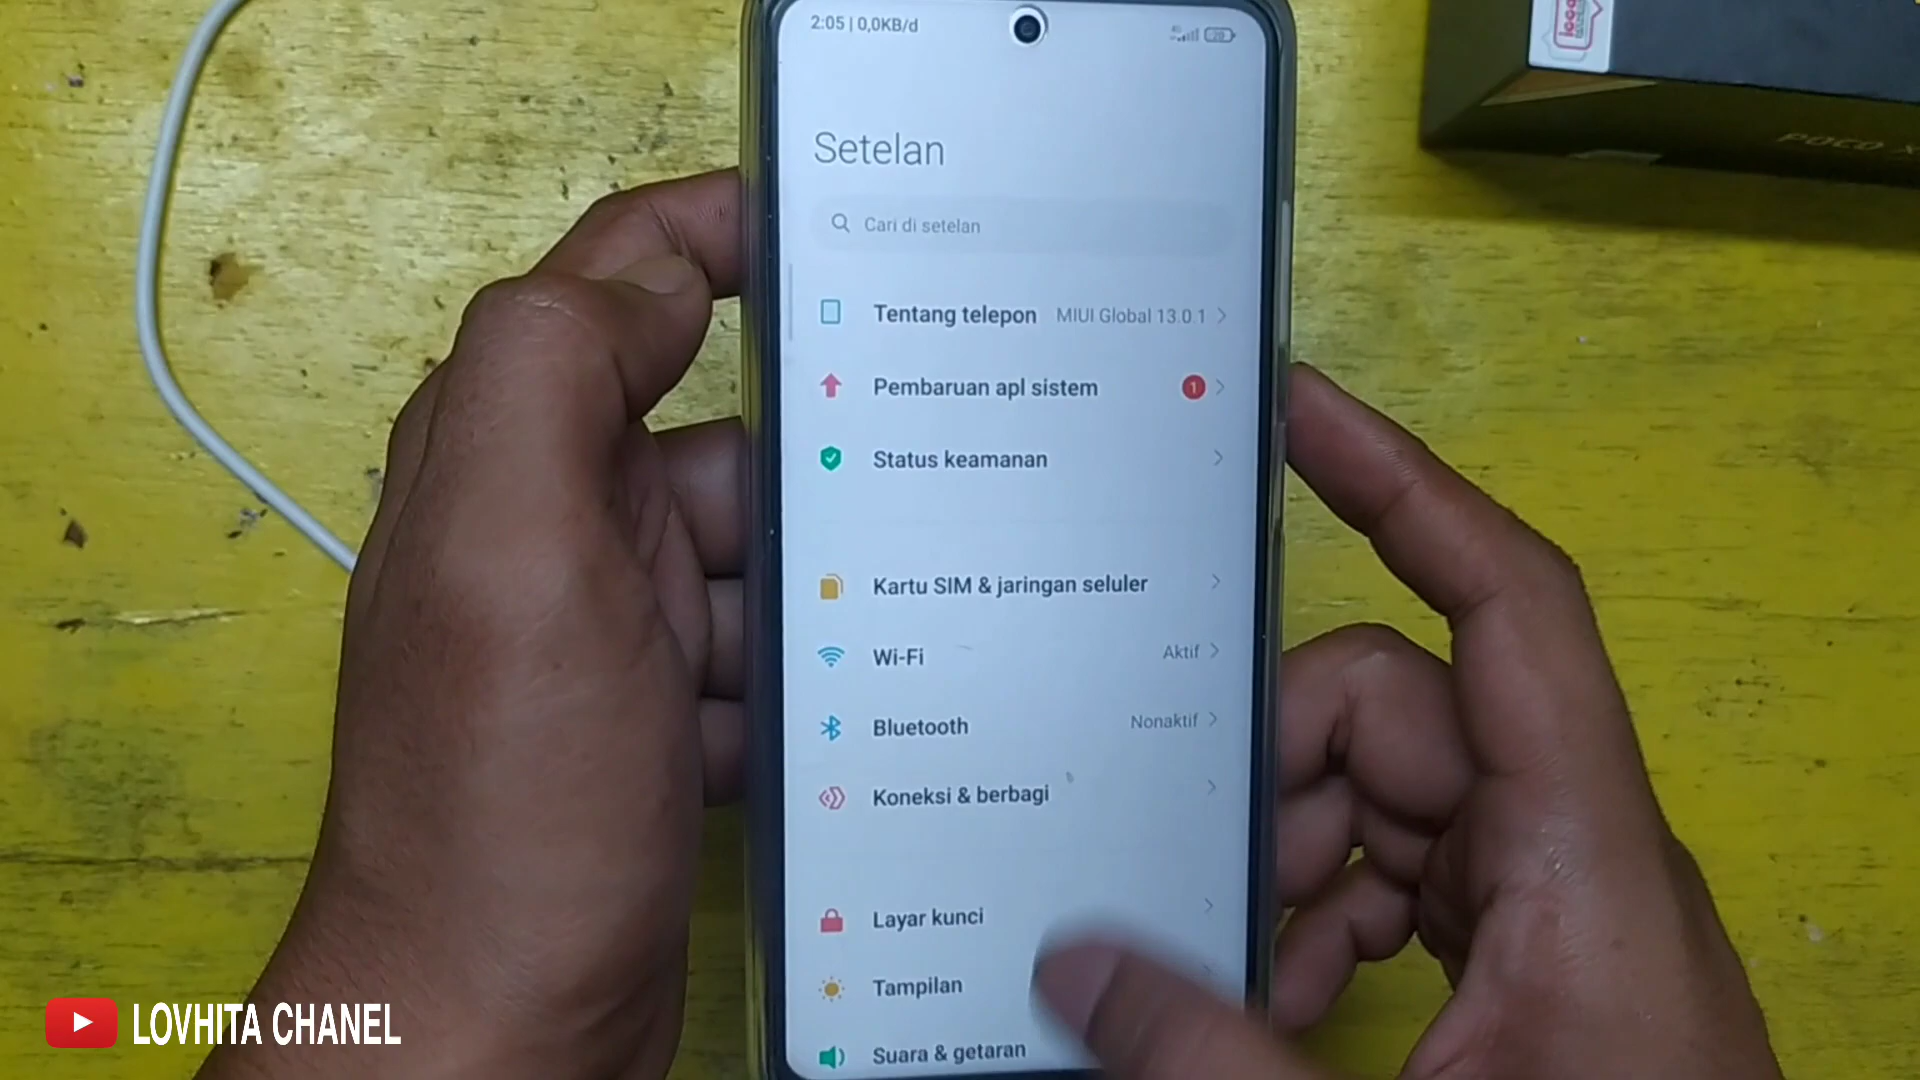 2:05 | 0,0KB/d
20
Setelan
Cari di setelan
Tentang telepon MIUI Global 13.0.1
Pembaruan apl sistem 1
Status keamanan
Kartu SIM & jaringan seluler
Wi-Fi Aktif
Bluetooth Nonaktif
Koneksi & berbagi
Layar kunci
Tampilan
Suara & getaran
POCO X
LOVHITA CHANEL